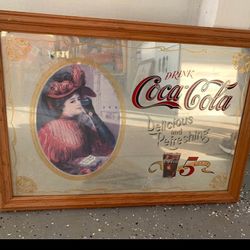 DRINK
Coca-Cola
Delicious
and
Refreshing
5